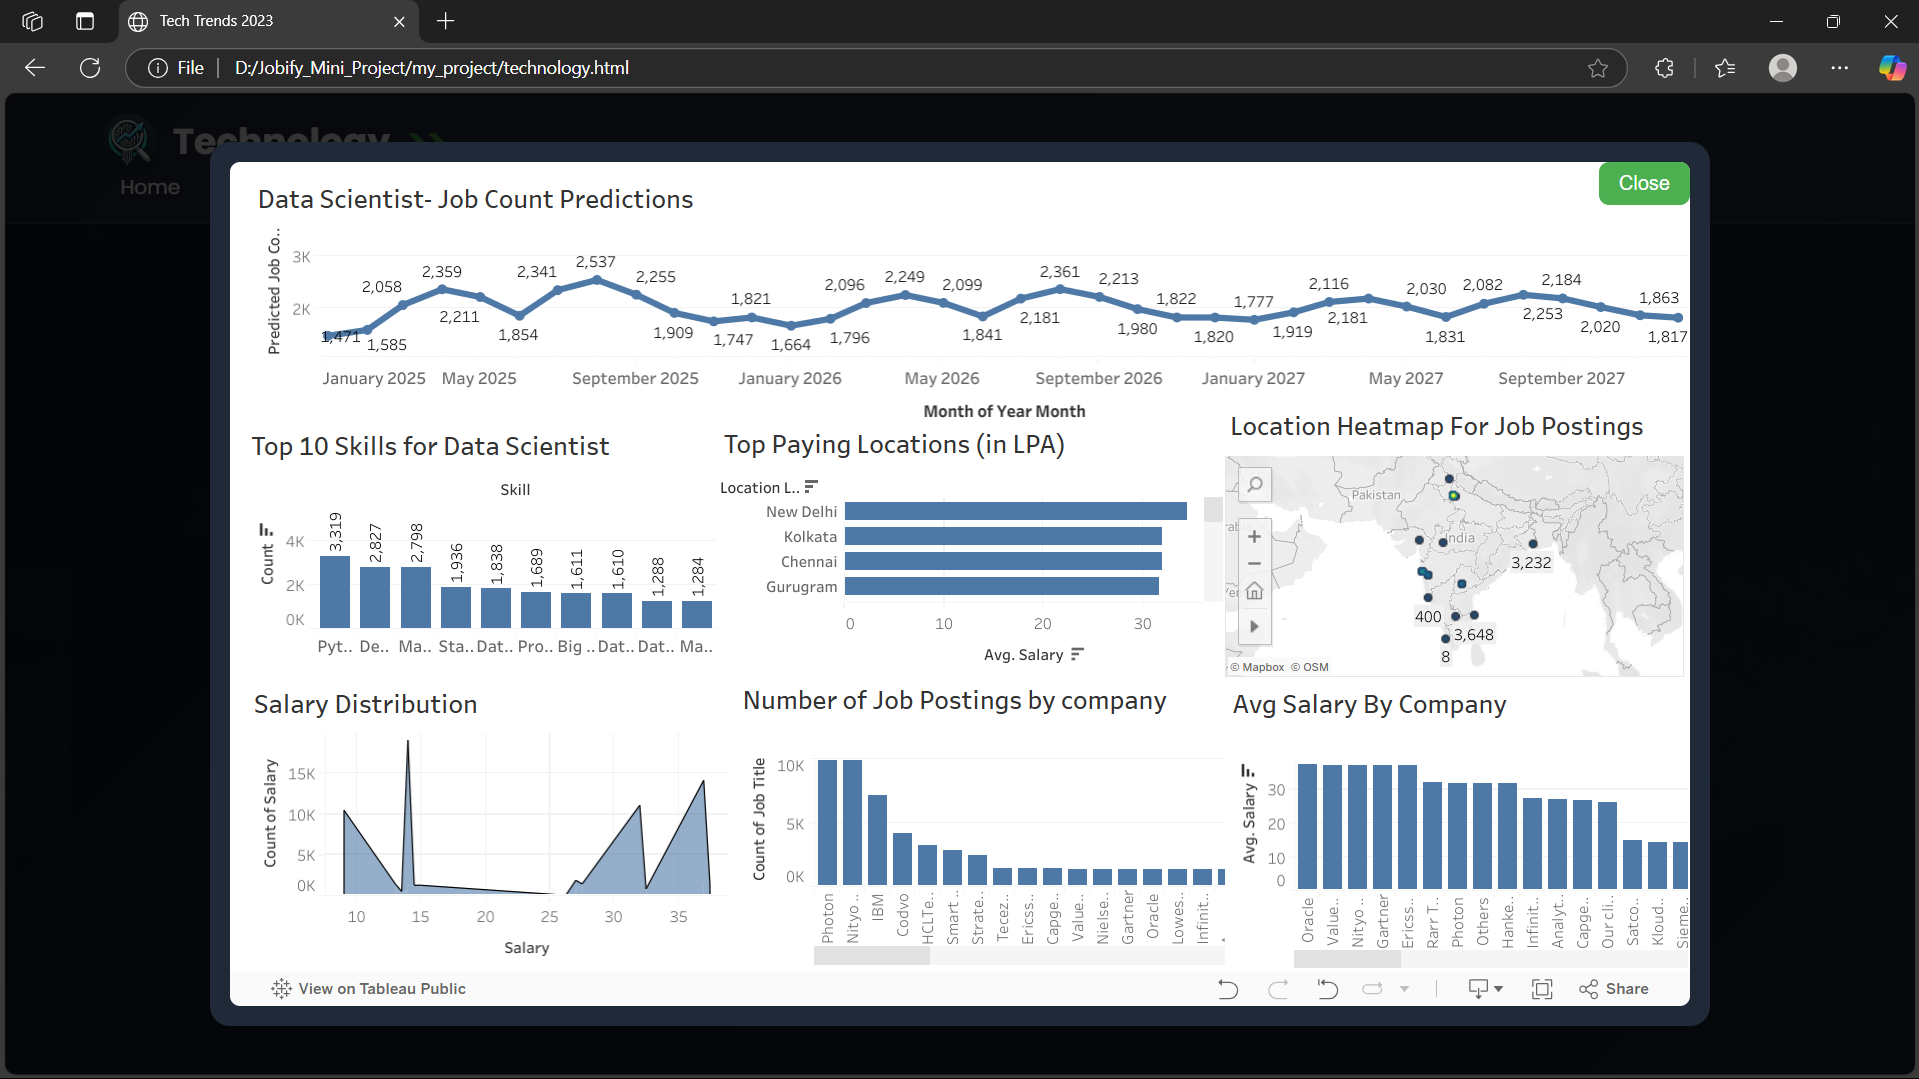 Tech Trends 2023
File
D:/Jobify_Mini_Project/my_project/technology.html
Technology
Home
Close
Data Scientist- Job Count Predictions
Predicted Job Co..
3K
2K
1,471
1,585
2,058
2,359
2,211
1,854
2,341
2,537
2,255
1,909
1,747
1,821
1,664
1,796
2,096
2,249
2,099
1,841
2,181
2,361
2,213
1,980
1,822
1,820
1,777
1,919
2,116
2,181
2,030
1,831
2,082
2,253
2,184
2,020
1,863
1,817
January 2025 May 2025 September 2025 January 2026 May 2026 September 2026 January 2027 May 2027 September 2027
Month of Year Month
Top 10 Skills for Data Scientist
Skill
Count
4K
2K
0K
3,319
2,827
2,798
1,936
1,838
1,689
1,611
1,610
1,288
1,284
Pyt.. De.. Ma.. Sta.. Dat.. Pro.. Big .. Dat.. Dat.. Ma..
Top Paying Locations (in LPA)
Location L..
New Delhi
Kolkata
Chennai
Gurugram
0 10 20 30
Avg. Salary
Location Heatmap For Job Postings
Pakistan
India
3,232
400
3,648
8
© Mapbox © OSM
Salary Distribution
Count of Salary
15K
10K
5K
0K
10 15 20 25 30 35
Salary
Number of Job Postings by company
Count of Job Title
10K
5K
0K
Photon
Nityo ..
IBM
Codvo
HCLTe..
Smart ..
Strate..
Tecez..
Ericss..
Capge..
Value..
Nielse..
Gartner
Oracle
Lowes..
Infinit..
Avg Salary By Company
Avg. Salary
30
20
10
0
Oracle
Value..
Nityo ..
Gartner
Ericss..
Rarr T..
Photon
Others
Hanke..
Infinit..
Analyt..
Capge..
Our cli..
Satco..
Kloud..
Sieme..
View on Tableau Public
Share